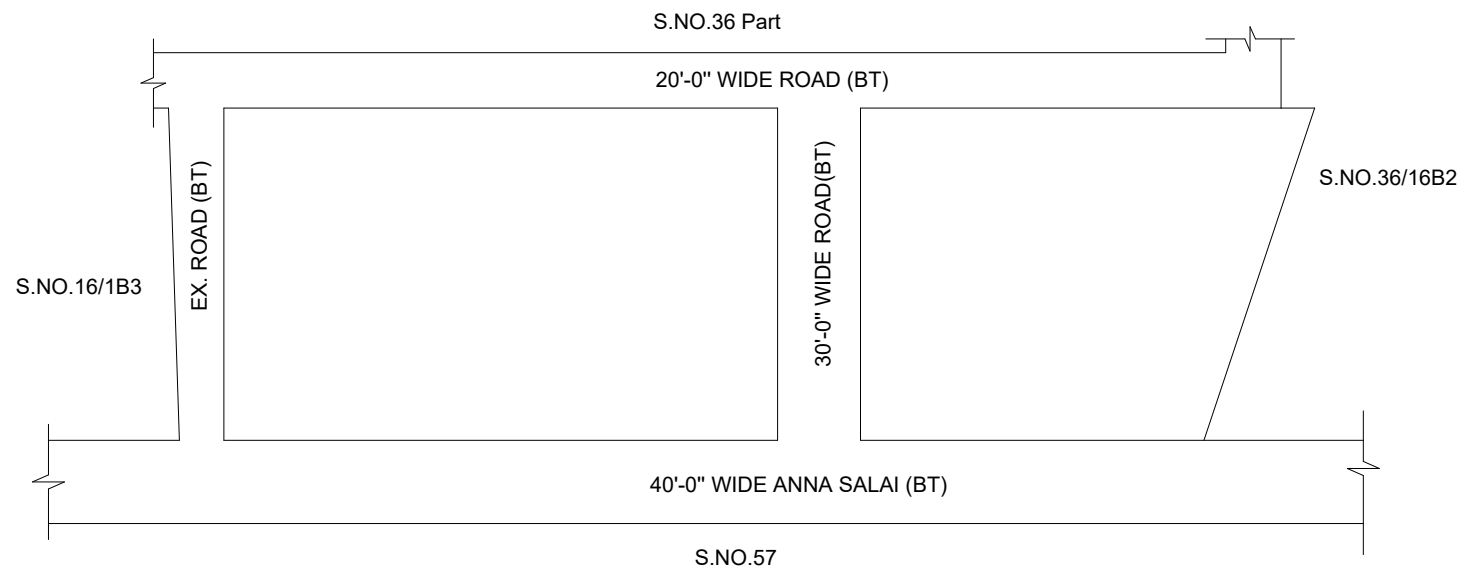 S.NO.36 Part
20'-0" WIDE ROAD (BT)
EX. ROAD (BT)
30'-0" WIDE ROAD(BT)
S.NO.36/16B2
S.NO.16/1B3
40'-0" WIDE ANNA SALAI (BT)
S.NO.57